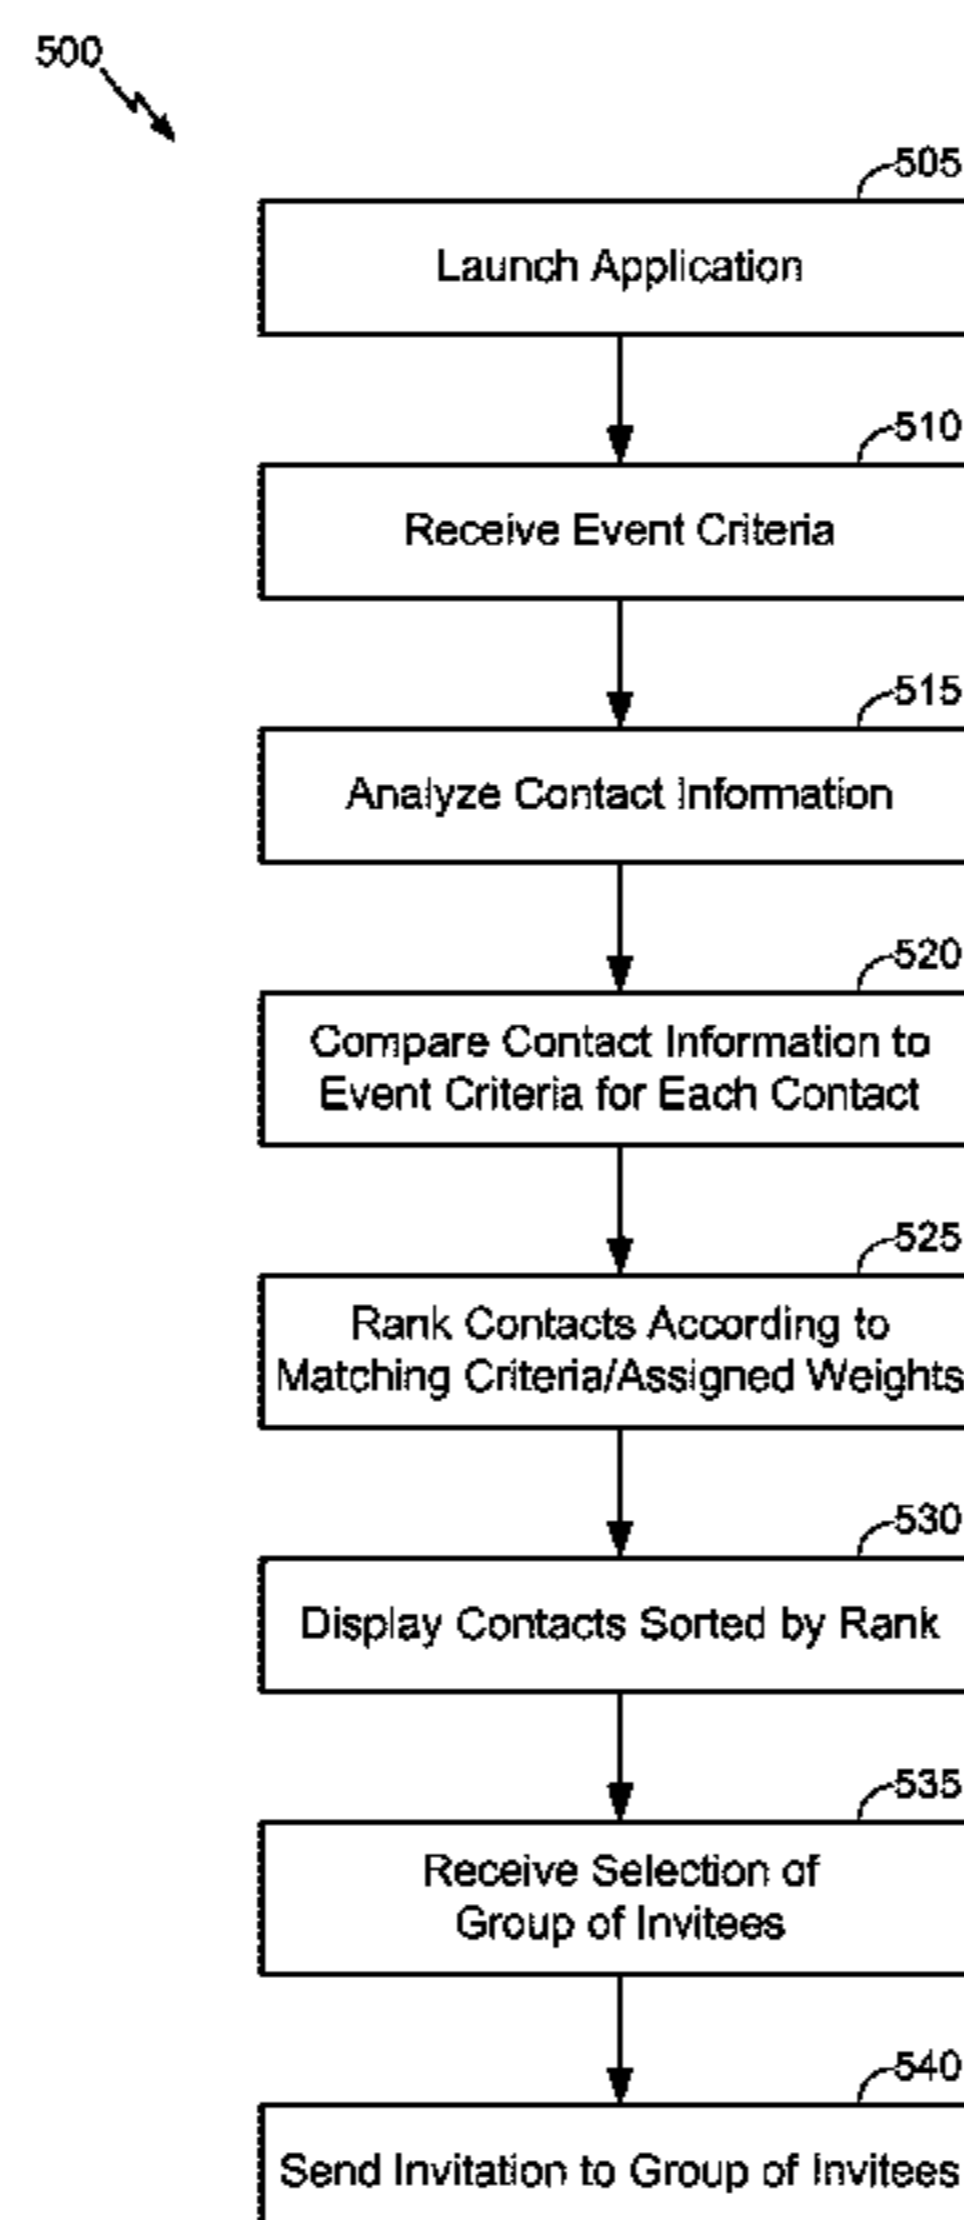 500
505
Launch Application
510
Receive Event Criteria
515
Analyze Contact Information
520
Compare Contact Information to
Event Criteria for Each Contact
525
Rank Contacts According to
Matching Criteria/Assigned Weights
530
Display Contacts Sorted by Rank
535
Receive Selection of
Group of Invitees
540
Send Invitation to Group of Invitees